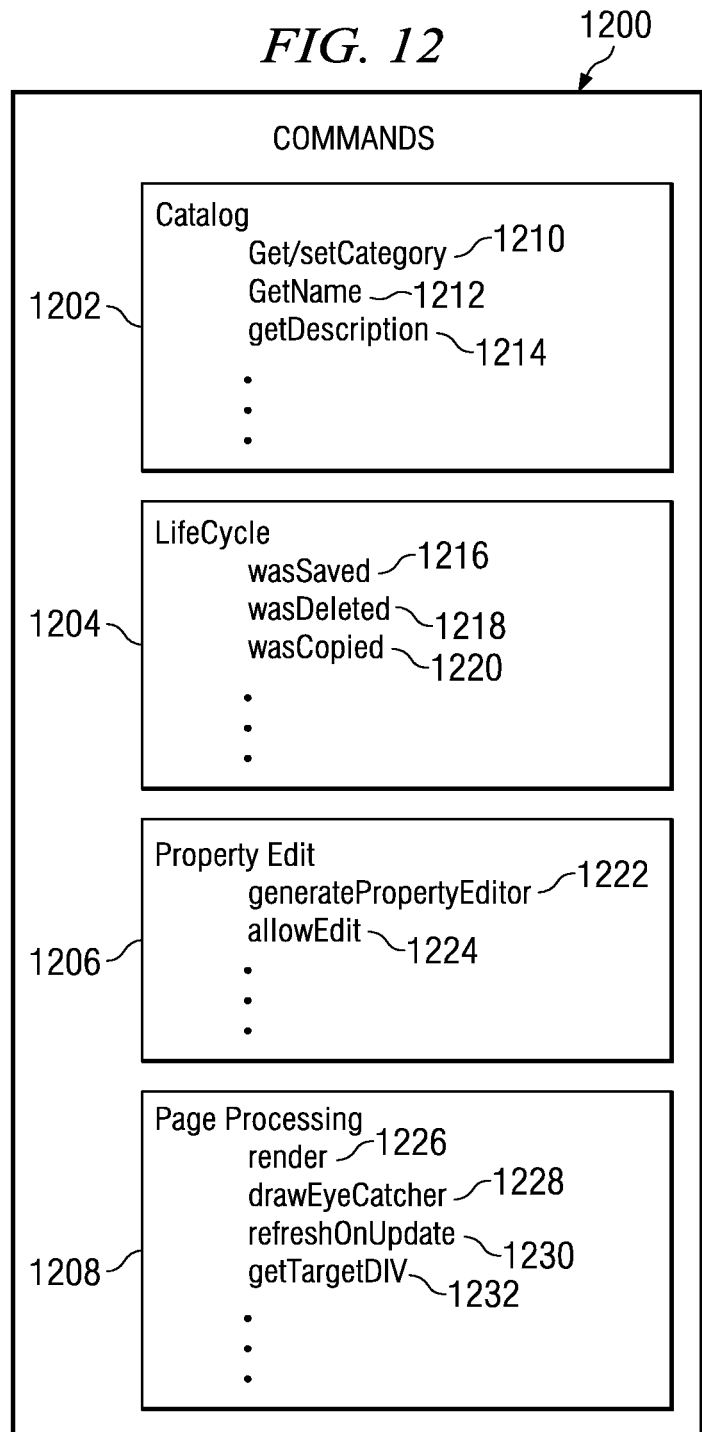 FIG. 12
1200
COMMANDS
1202
Catalog
Get/setCategory 1210
GetName 1212
getDescription 1214
1204
LifeCycle
wasSaved 1216
wasDeleted 1218
wasCopied 1220
1206
Property Edit
generatePropertyEditor 1222
allowEdit 1224
1208
Page Processing
render 1226
drawEyeCatcher 1228
refreshOnUpdate 1230
getTargetDIV 1232